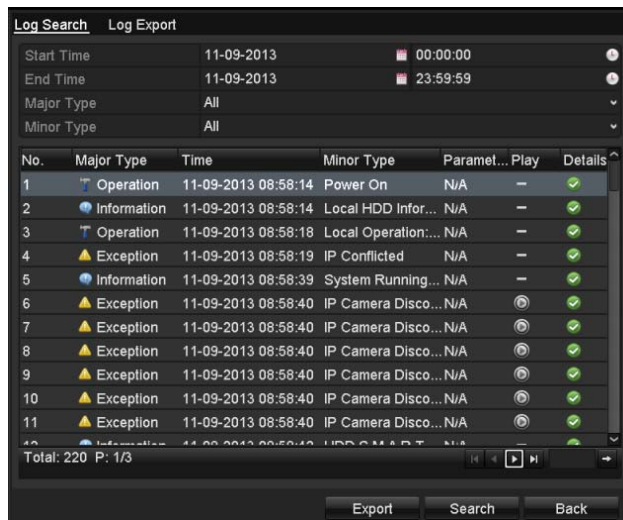 Log Search Log Export
Start Time 11-09-2013 00:00:00
End Time 11-09-2013 23:59:59
Major Type All
Minor Type All
No. Major Type Time Minor Type Paramet... Play Details
1 Operation 11-09-2013 08:58:14 Power On N/A –
2 Information 11-09-2013 08:58:14 Local HDD Infor... N/A –
3 Operation 11-09-2013 08:58:18 Local Operation:... N/A –
4 Exception 11-09-2013 08:58:19 IP Conflicted N/A –
5 Information 11-09-2013 08:58:39 System Running... N/A –
6 Exception 11-09-2013 08:58:40 IP Camera Disco... N/A
7 Exception 11-09-2013 08:58:40 IP Camera Disco... N/A
8 Exception 11-09-2013 08:58:40 IP Camera Disco... N/A
9 Exception 11-09-2013 08:58:40 IP Camera Disco... N/A
10 Exception 11-09-2013 08:58:40 IP Camera Disco... N/A
11 Exception 11-09-2013 08:58:40 IP Camera Disco... N/A
Total: 220 P: 1/3
Export Search Back